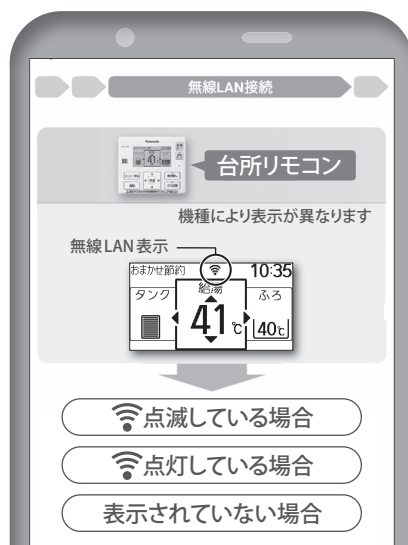 無線LAN接続
Panasonic
41
台所リモコン
機種により表示が異なります
無線LAN表示
おまかせ節約
10:35
タンク
給湯
ふろ
41℃
40℃
点滅している場合
点灯している場合
表示されていない場合